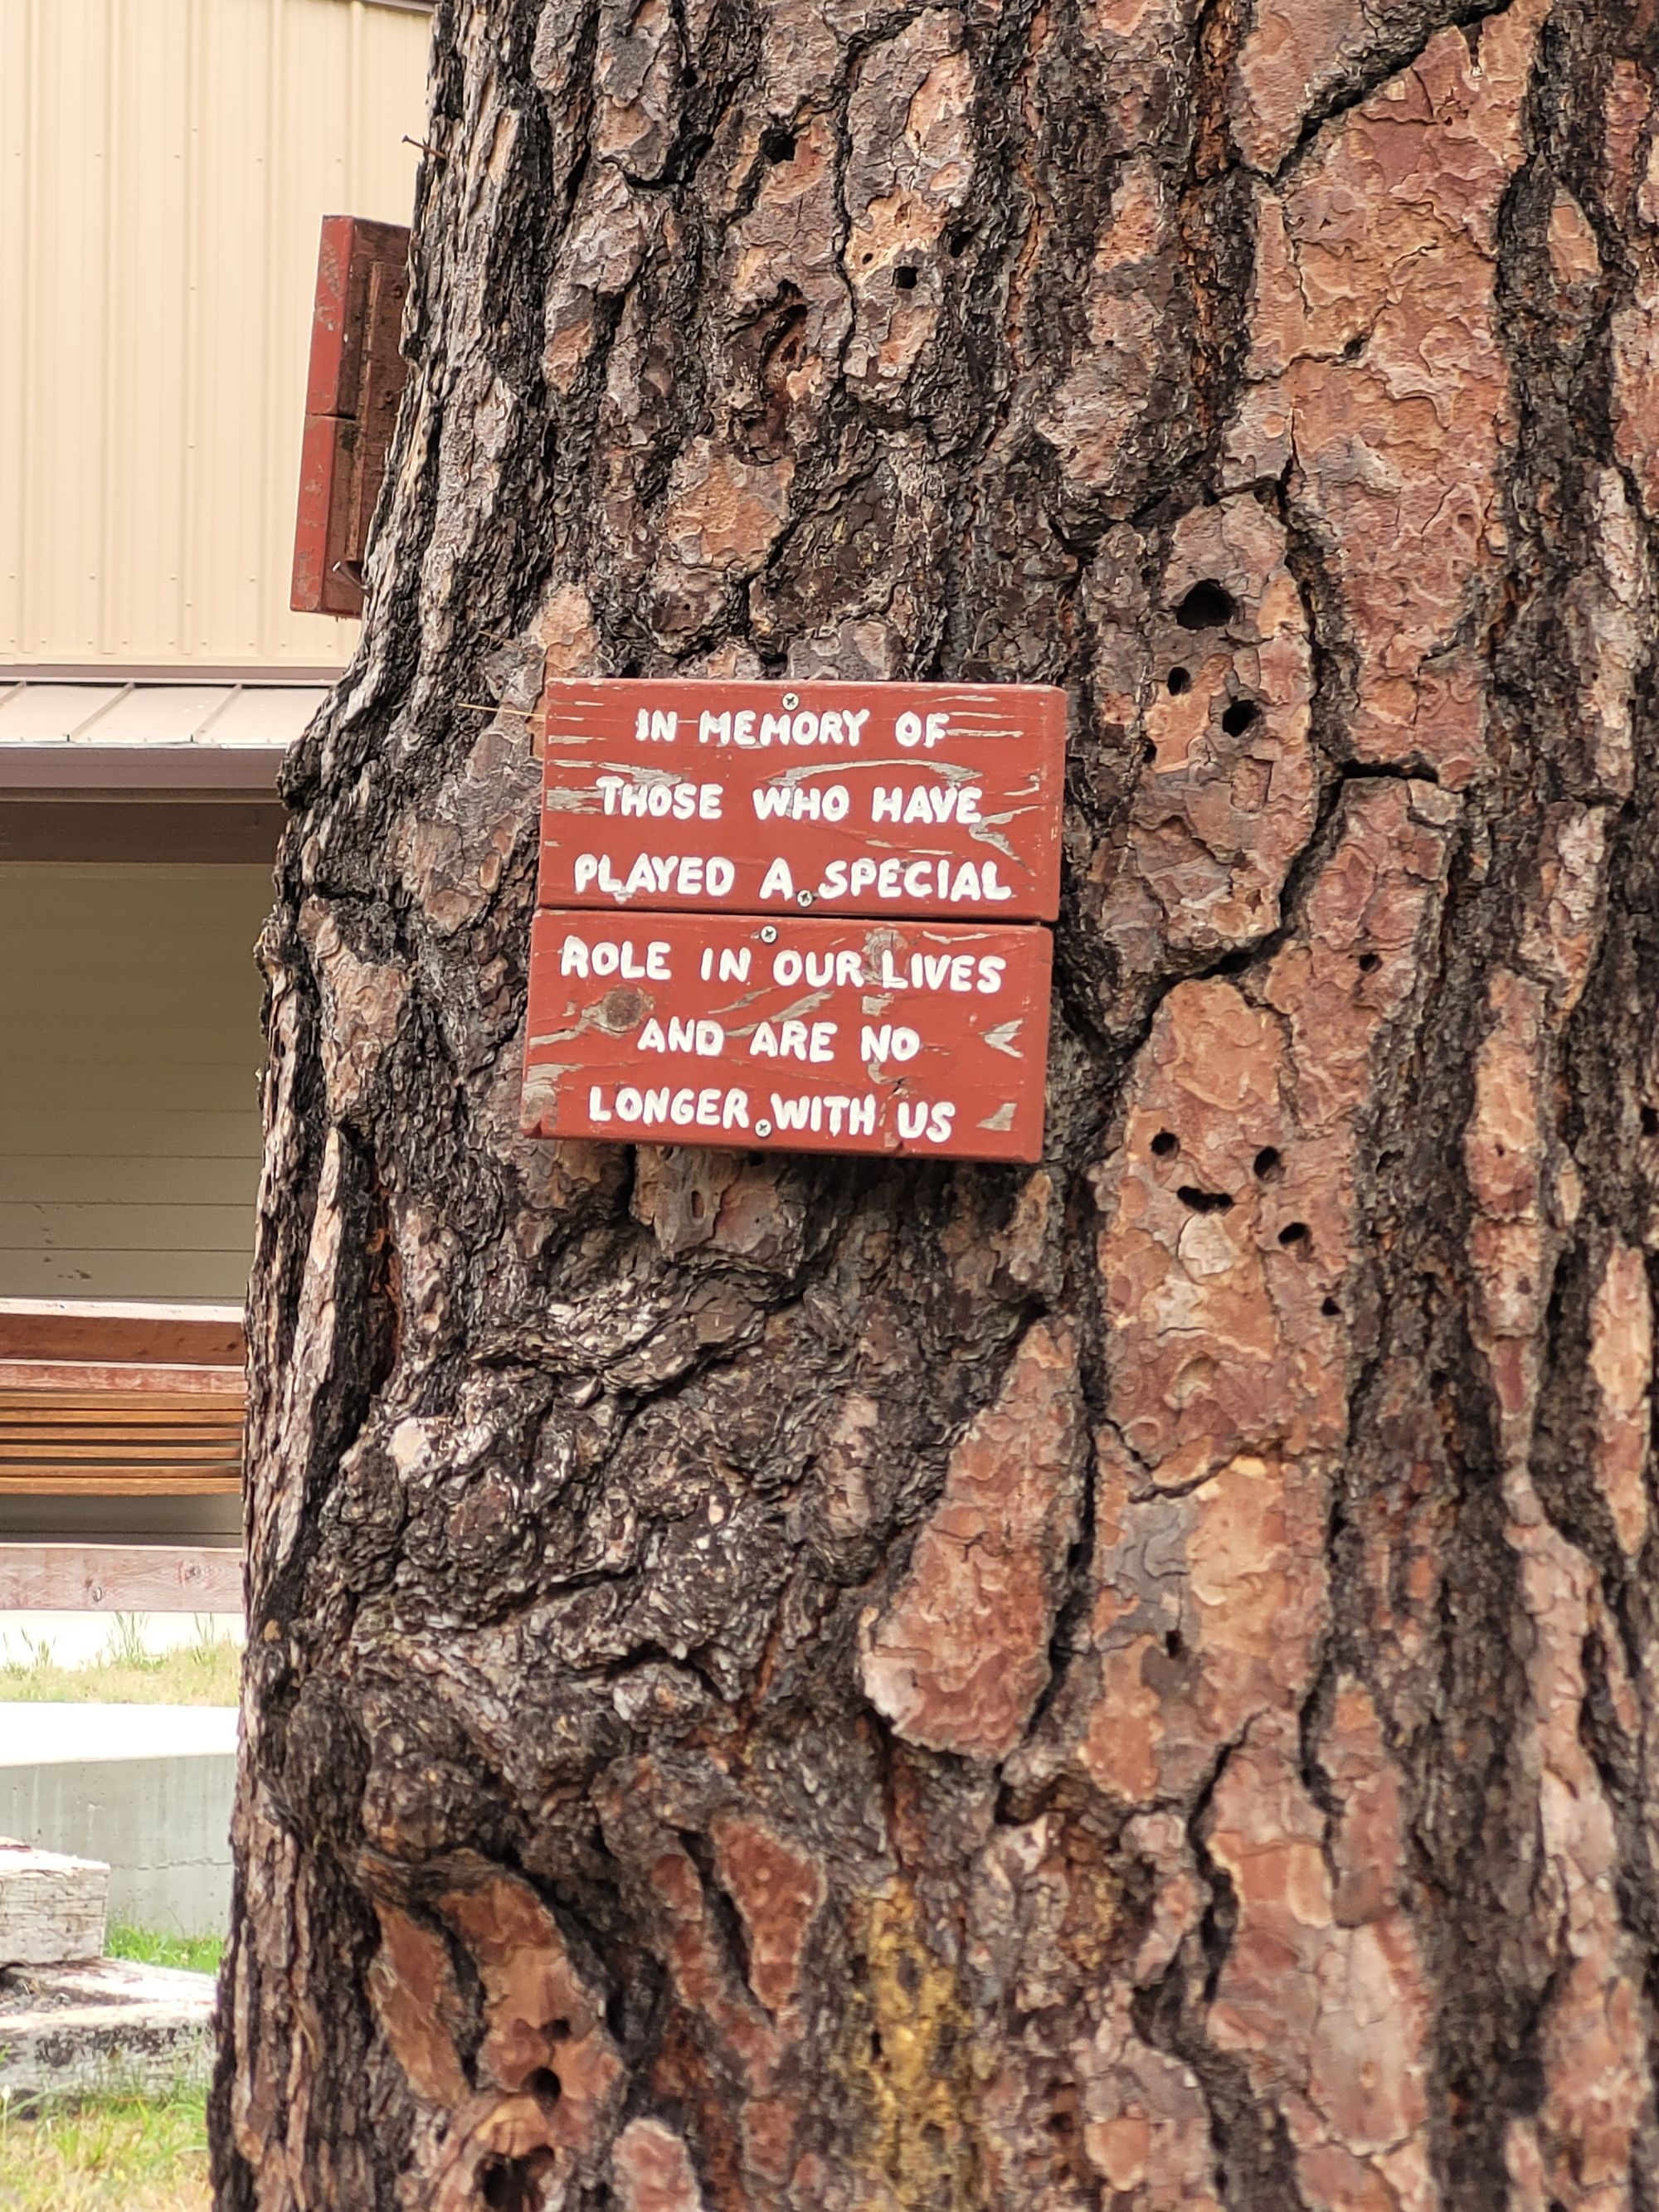 IN MEMORY OF
THOSE WHO HAVE
PLAYED A SPECIAL
ROLE IN OUR LIVES
AND ARE NO
LONGER WITH US